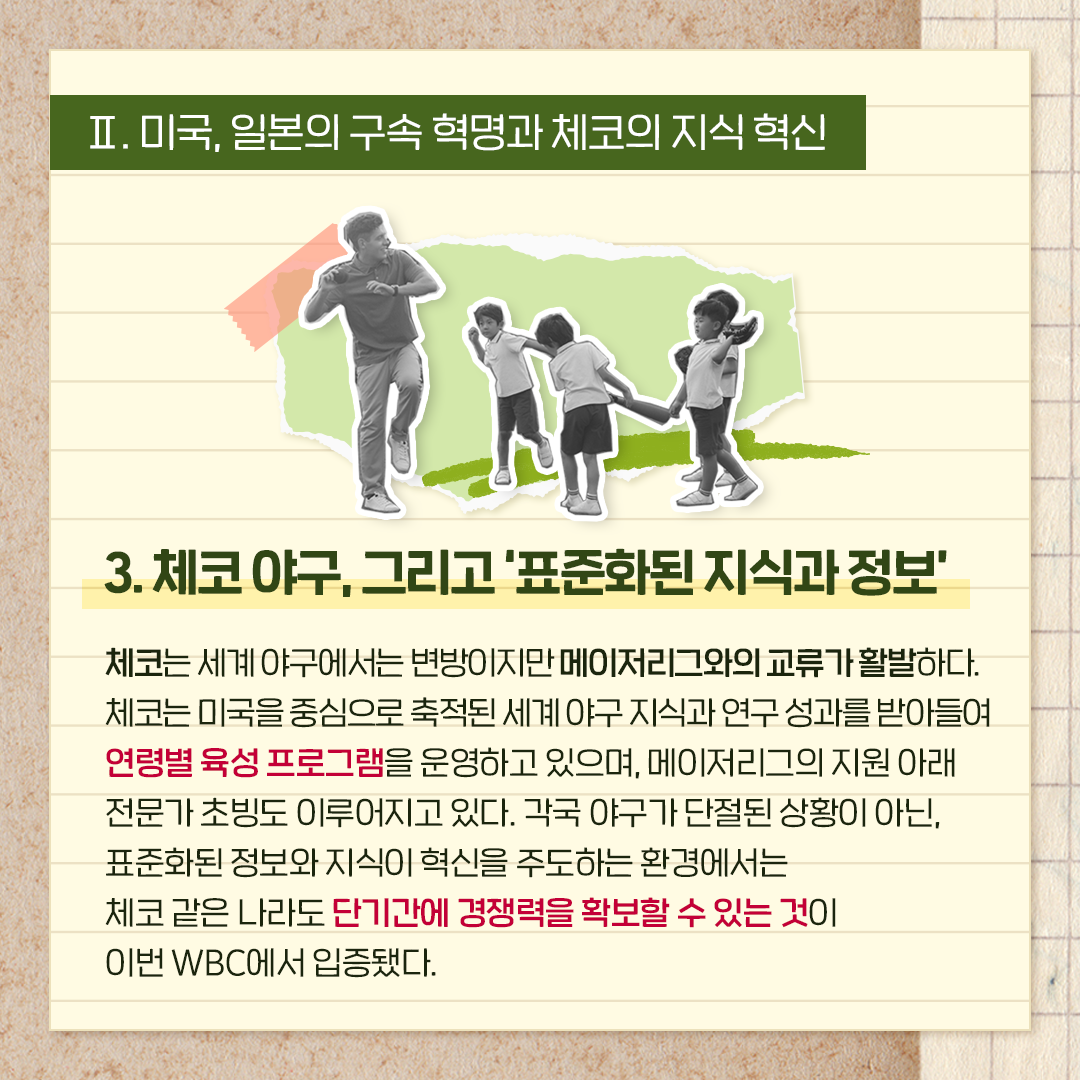 Ⅱ. 미국, 일본의 구속 혁명과 체코의 지식 혁신
3. 체코 야구, 그리고 ‘표준화된 지식과 정보’
체코는 세계 야구에서는 변방이지만 메이저리그와의 교류가 활발하다.
체코는 미국을 중심으로 축적된 세계 야구 지식과 연구 성과를 받아들여
연령별 육성 프로그램을 운영하고 있으며, 메이저리그의 지원 아래
전문가 초빙도 이루어지고 있다. 각국 야구가 단절된 상황이 아닌,
표준화된 정보와 지식이 혁신을 주도하는 환경에서는
체코 같은 나라도 단기간에 경쟁력을 확보할 수 있는 것이
이번 WBC에서 입증됐다.